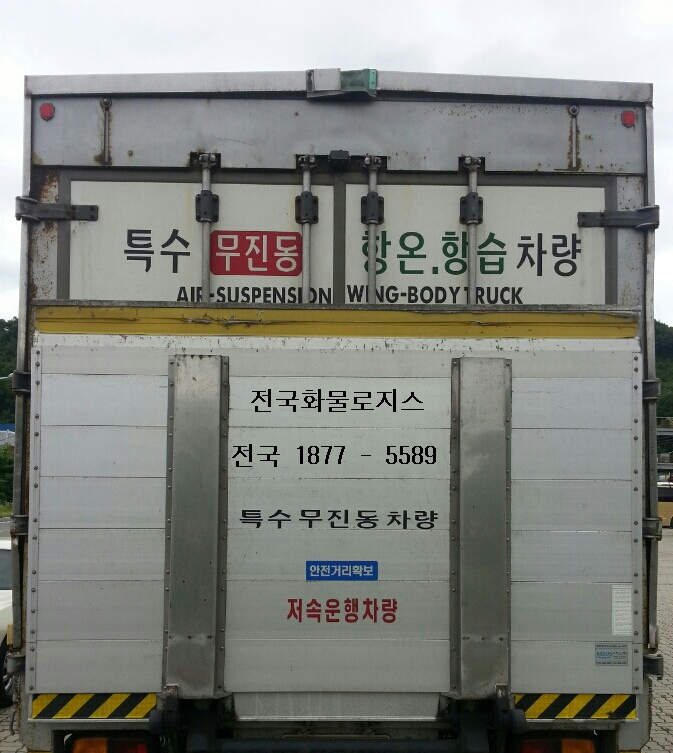 특수 무진동 항온.항습 차량
AIR-SUSPENSION WING-BODY TRUCK
전국화물로지스
전국 1877 - 5589
특수무진동차량
안전거리확보
저속운행차량